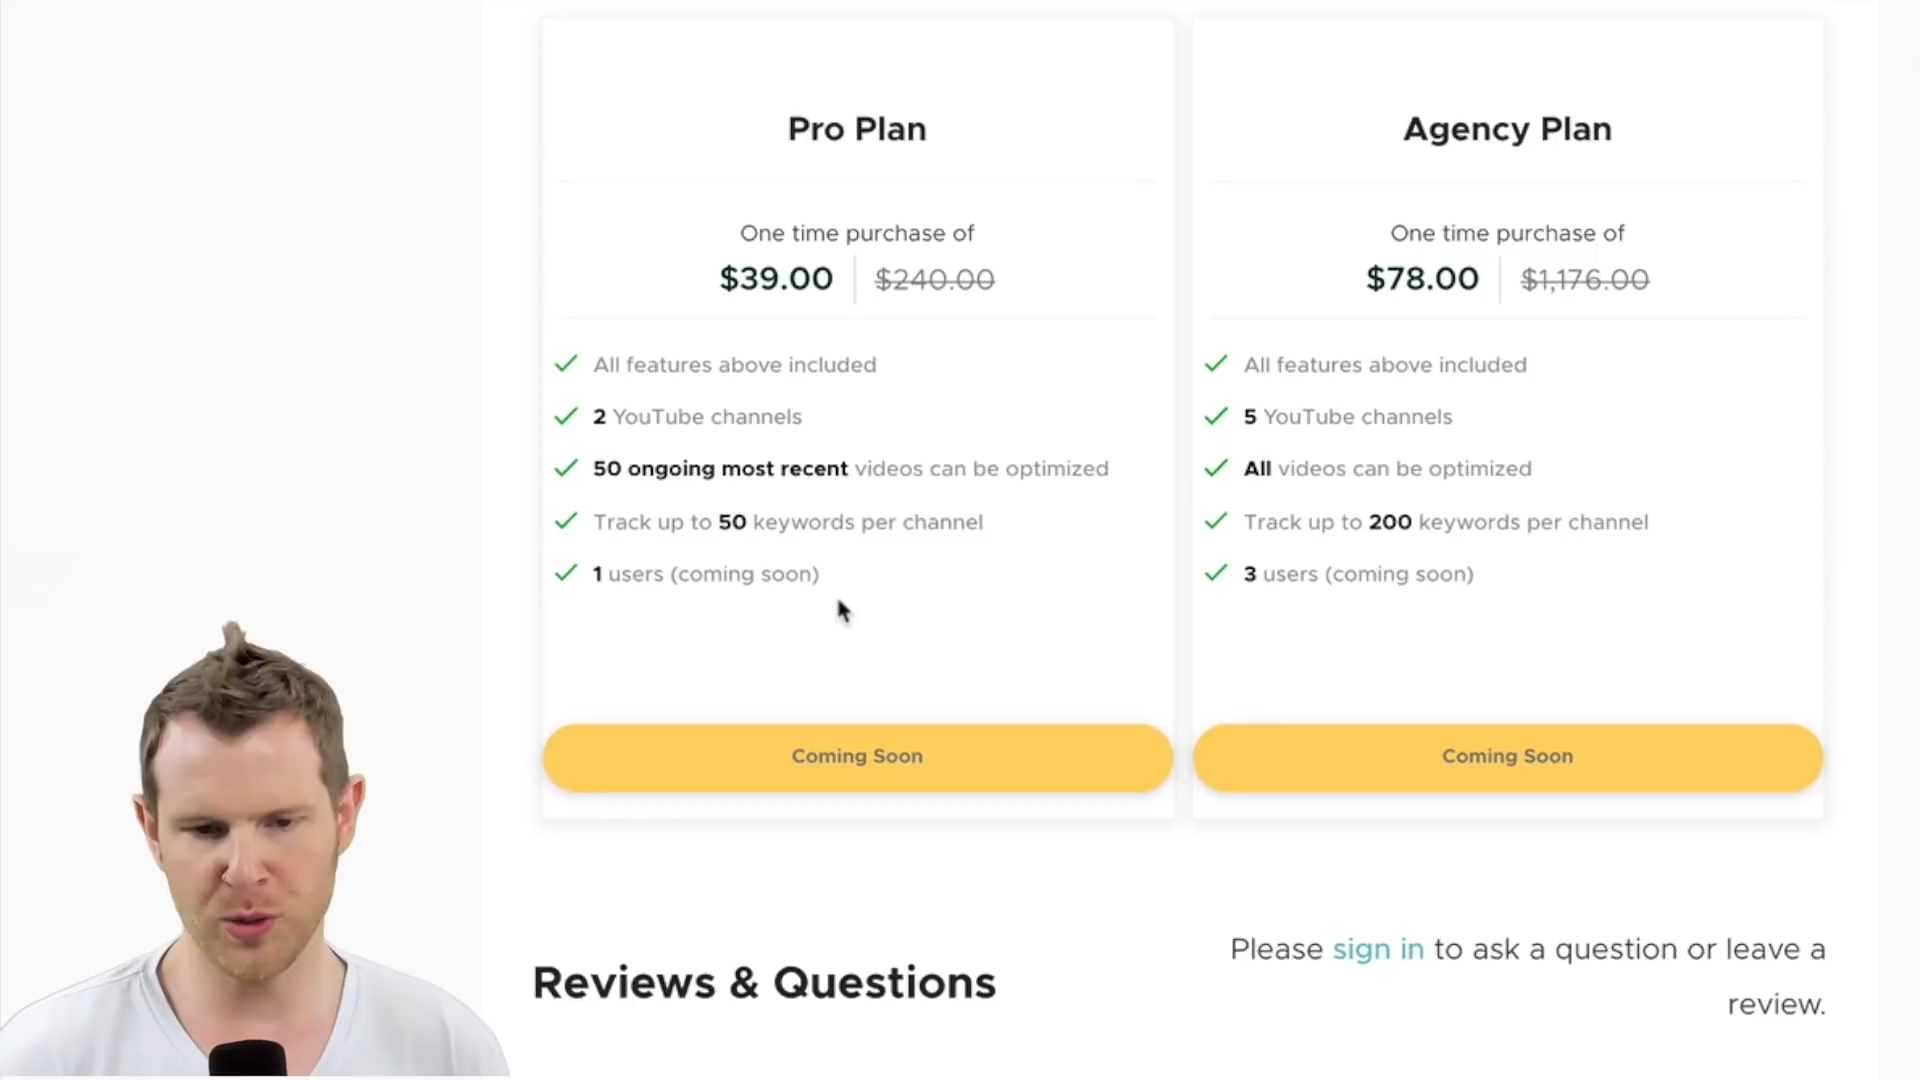 Pro Plan
One time purchase of
$39.00 $240.00
All features above included
2 YouTube channels
50 ongoing most recent videos can be optimized
Track up to 50 keywords per channel
1 users (coming soon)
Coming Soon
Agency Plan
One time purchase of
$78.00 $1,176.00
All features above included
5 YouTube channels
All videos can be optimized
Track up to 200 keywords per channel
3 users (coming soon)
Coming Soon
Reviews & Questions
Please sign in to ask a question or leave a
review.